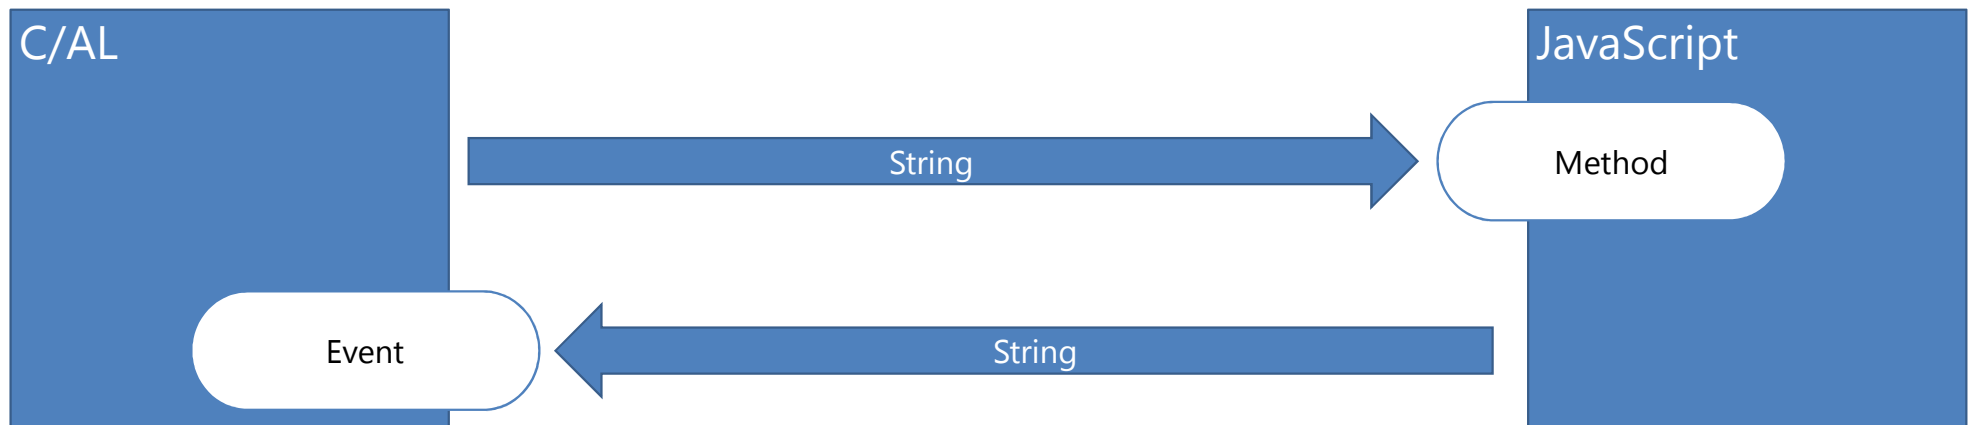 C/AL
JavaScript
String
Method
Event
String